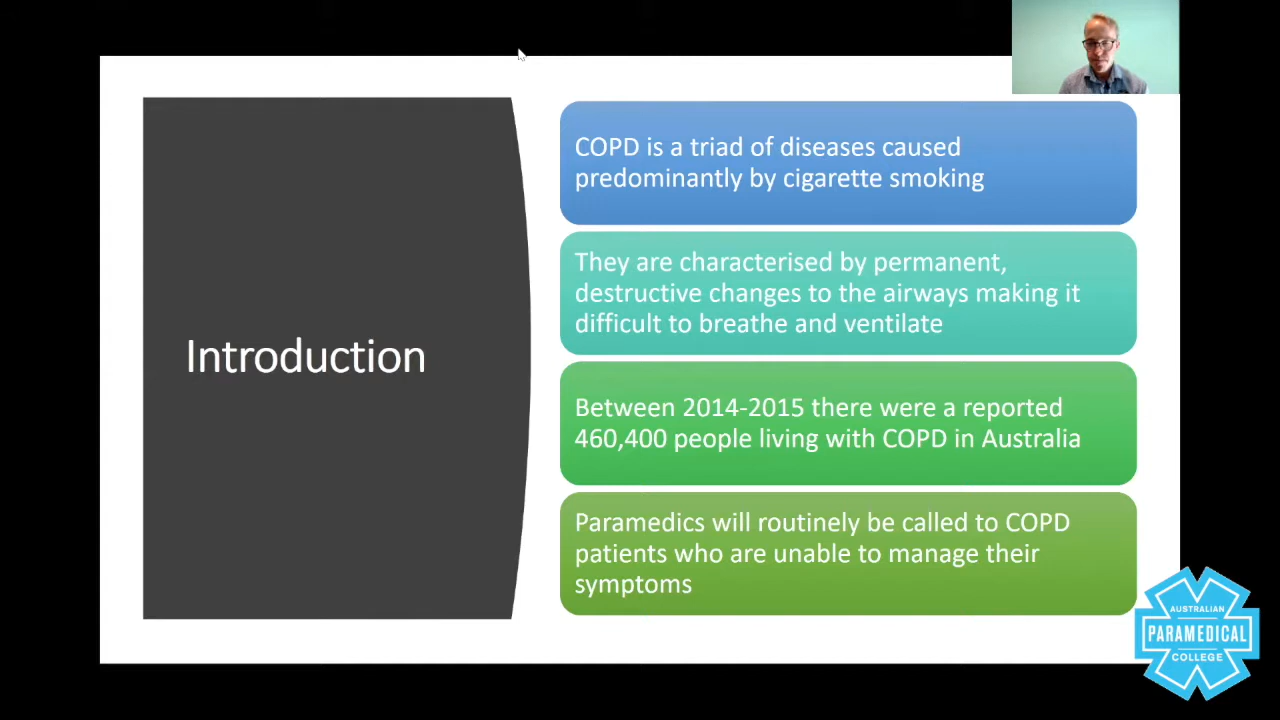 Introduction
COPD is a triad of diseases caused
predominantly by cigarette smoking
They are characterised by permanent,
destructive changes to the airways making it
difficult to breathe and ventilate
Between 2014-2015 there were a reported
460,400 people living with COPD in Australia
Paramedics will routinely be called to COPD
patients who are unable to manage their
symptoms
AUSTRALIAN
PARAMEDICAL
COLLEGE